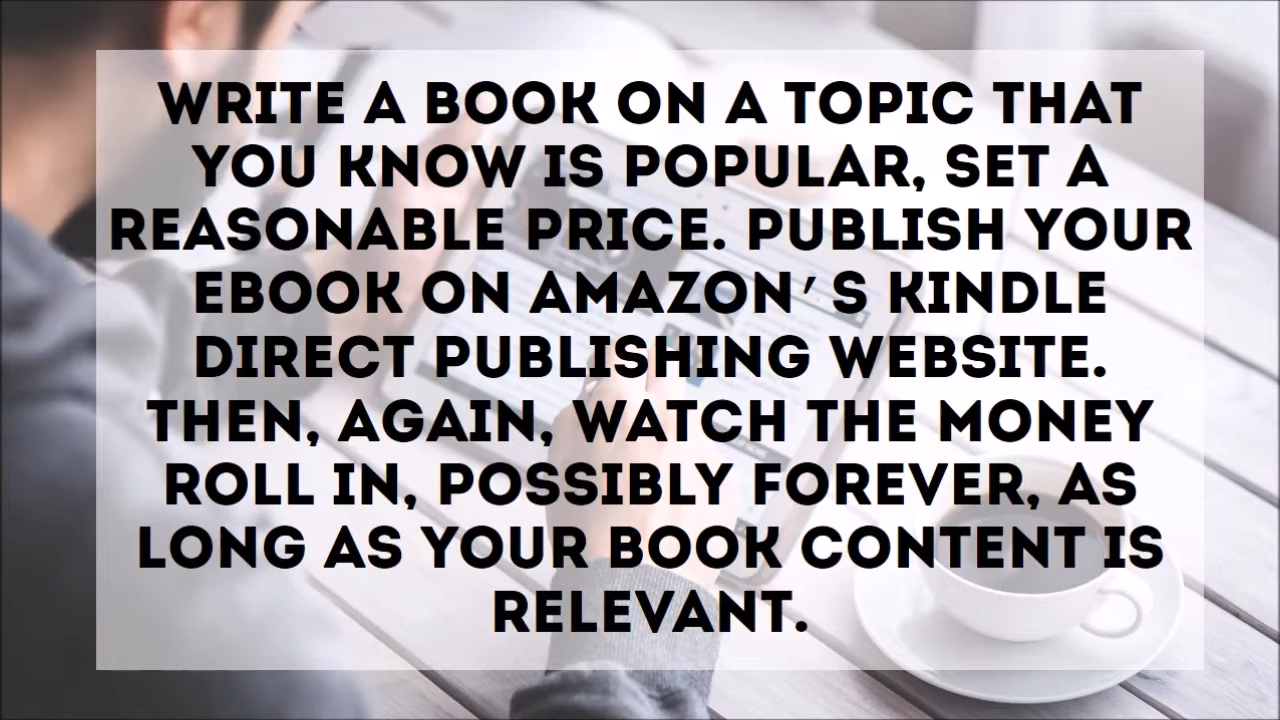 WRITE A BOOK ON A TOPIC THAT
YOU KNOW IS POPULAR, SET A
REASONABLE PRICE. PUBLISH YOUR
EBOOK ON AMAZON'S KINDLE
DIRECT PUBLISHING WEBSITE.
THEN, AGAIN, WATCH THE MONEY
ROLL IN, POSSIBLY FOREVER, AS
LONG AS YOUR BOOK CONTENT IS
RELEVANT.